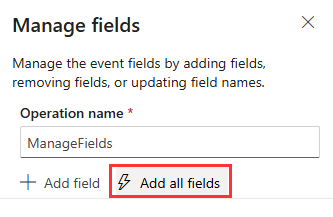 Manage fields
Manage the event fields by adding fields,
removing fields, or updating field names.
Operation name *
ManageFields
Add field Add all fields